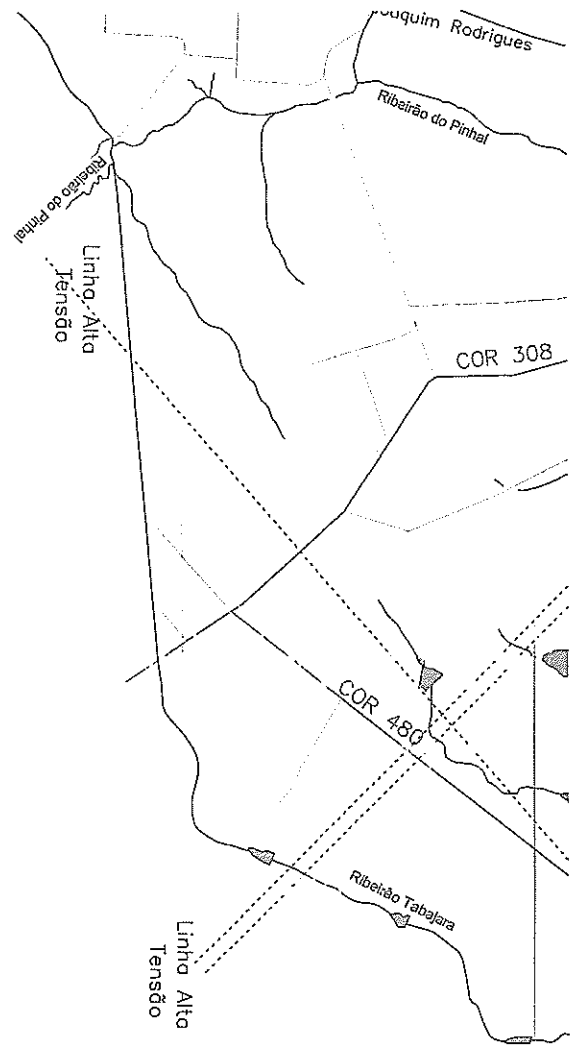 oaquim Rodrigues
Ribeirão do Pinhal
Ribeirão do Pinhal
Linha Alta
Tensão
COR 308
COR 480
Ribeirão Tabajara
Linha Alta
Tensão